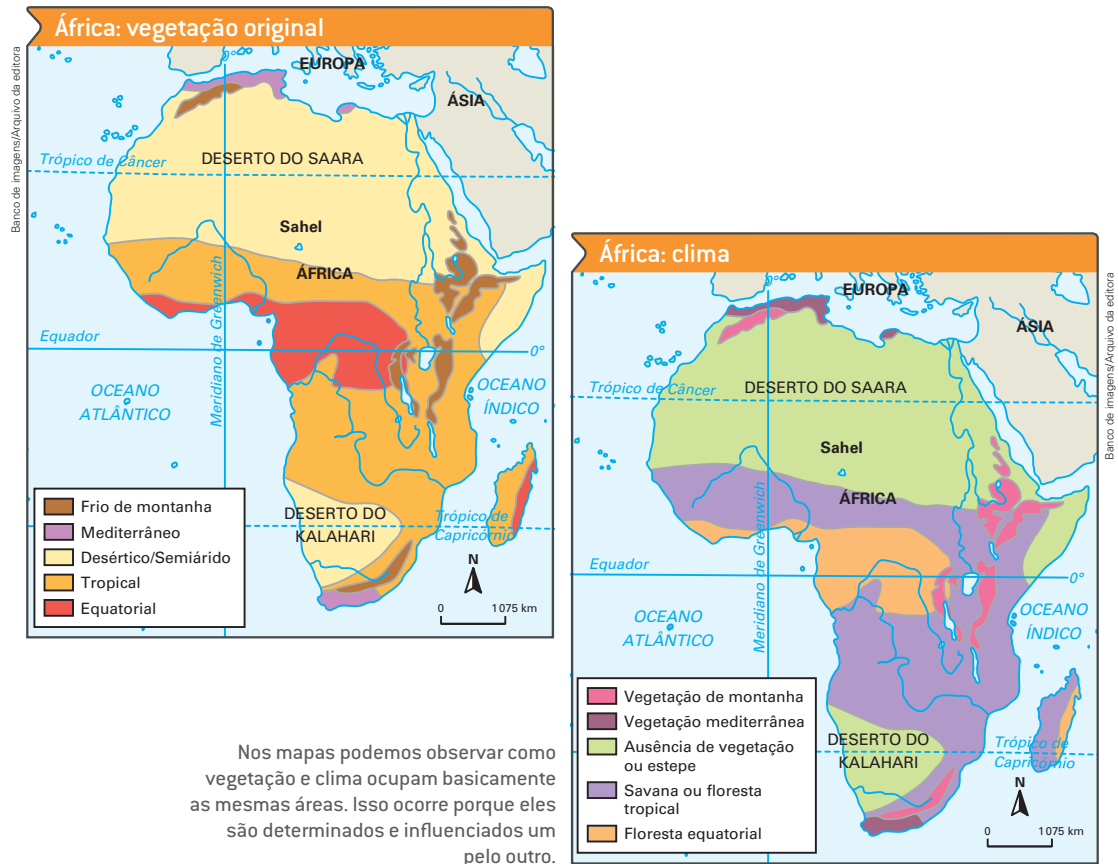 África: vegetação original
Banco de imagens/Arquivo da editora
0°
EUROPA
ÁSIA
Trópico de Câncer
DESERTO DO SAARA
Sahel
ÁFRICA
Meridiano de Greenwich
Equador
0°
OCEANO
ATLÂNTICO
OCEANO
ÍNDICO
DESERTO DO
KALAHARI
Trópico de
Capricórnio
Frio de montanha
Mediterrâneo
Desértico/Semiárido
Tropical
Equatorial
N
0 1075 km
África: clima
Banco de imagens/Arquivo da editora
0°
EUROPA
ÁSIA
Trópico de Câncer
DESERTO DO SAARA
Sahel
ÁFRICA
Meridiano de Greenwich
Equador
0°
OCEANO
ATLÂNTICO
OCEANO
ÍNDICO
DESERTO DO
KALAHARI
Trópico de
Capricórnio
Vegetação de montanha
Vegetação mediterrânea
Ausência de vegetação
ou estepe
Savana ou floresta
tropical
Floresta equatorial
N
0 1075 km
Nos mapas podemos observar como
vegetação e clima ocupam basicamente
as mesmas áreas. Isso ocorre porque eles
são determinados e influenciados um
pelo outro.